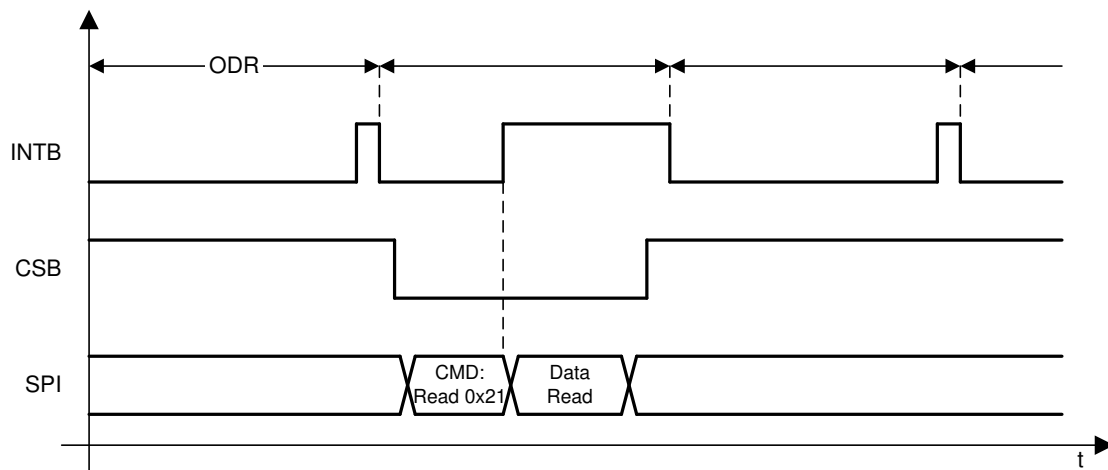 ODR
INTB
CSB
SPI
CMD:
Read 0x21
Data
Read
t